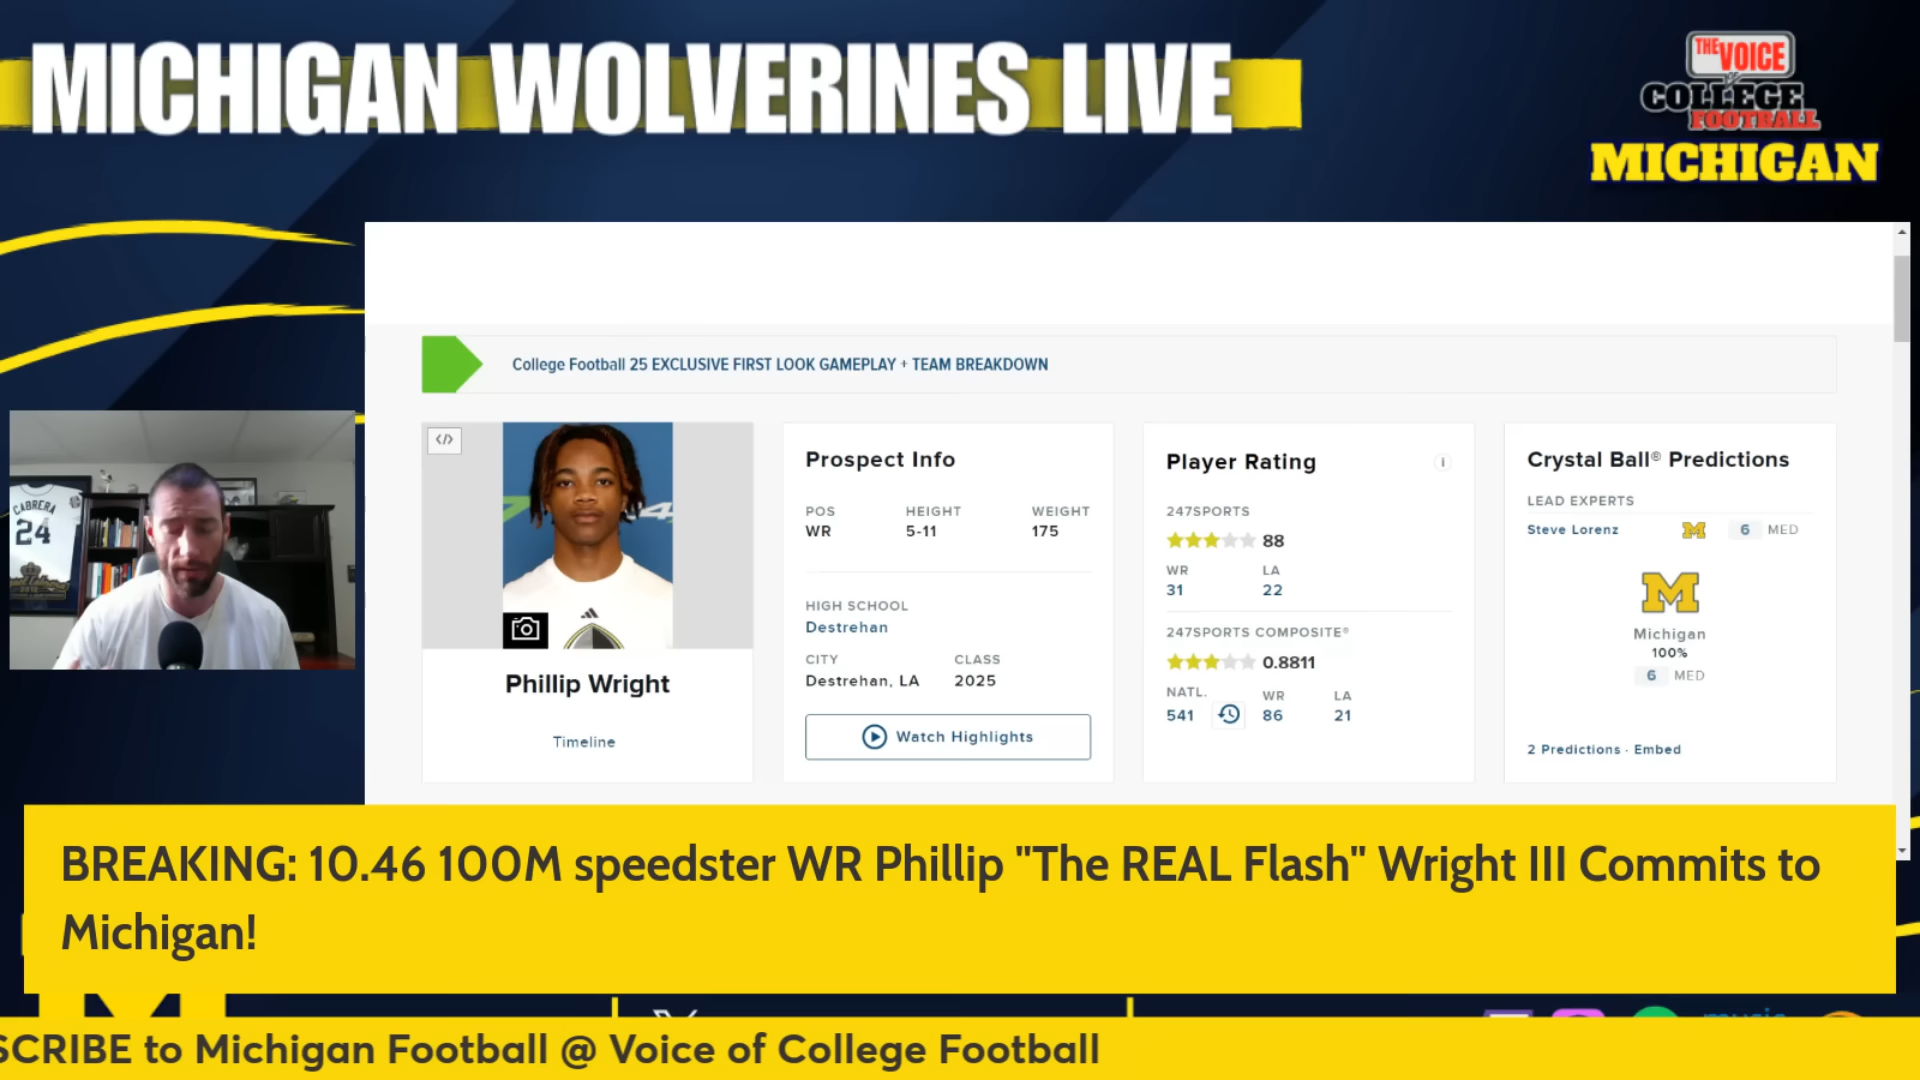 MICHIGAN WOLVERINES LIVE
THE VOICE
COLLEGE
FOOTBALL
MICHIGAN
College Football 25 EXCLUSIVE FIRST LOOK GAMEPLAY + TEAM BREAKDOWN
</>
Phillip Wright
Timeline
Prospect Info
POS HEIGHT WEIGHT
WR 5-11 175
HIGH SCHOOL
Destrehan
CITY CLASS
Destrehan, LA 2025
Watch Highlights
Player Rating i
247SPORTS
88
WR LA
31 22
247SPORTS COMPOSITE®
0.8811
NATL. WR LA
541 86 21
Crystal Ball® Predictions
LEAD EXPERTS
Steve Lorenz M 6 MED
M
Michigan
100%
6 MED
2 Predictions · Embed
CABRERA
24
BREAKING: 10.46 100M speedster WR Phillip "The REAL Flash" Wright III Commits to
Michigan!
SCRIBE to Michigan Football @ Voice of College Football